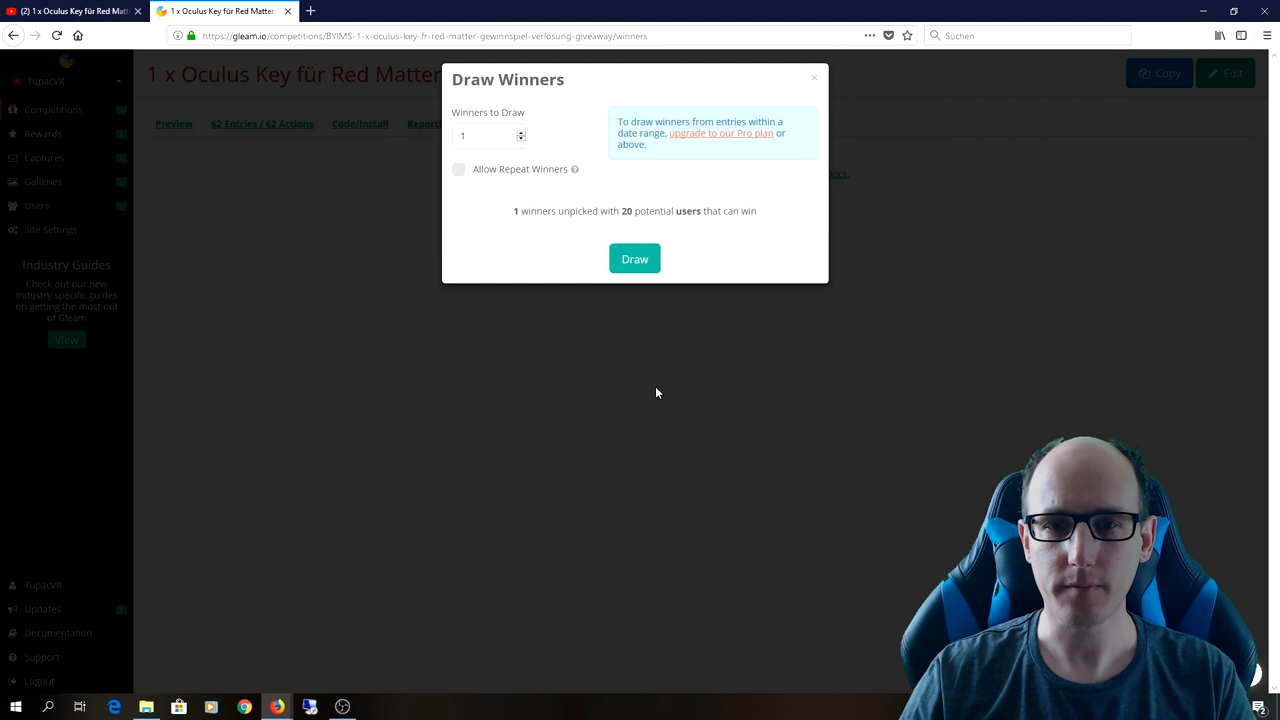 (2) 1 x Oculus Key für Red Matter
1 x Oculus Key für Red Matter
https://gleam.io/competitions/BYIMS-1-x-oculus-key-fr-red-matter-gewinnspiel-verlosung-giveaway/winners
Suchen
TupacVR
Competitions
Rewards
Captures
Galleries
Users
Site Settings
Industry Guides
Check out our new
industry specific guides
on getting the most out
of Gleam
View
TupacVR
Updates
Documentation
Support
Logout
1 x Oculus Key für Red Matter
Copy
Edit
Preview
62 Entries / 62 Actions
Code/Install
Docs.
Draw Winners
×
Winners to Draw
1
Allow Repeat Winners
To draw winners from entries within a
date range, upgrade to our Pro plan or
above.
1 winners unpicked with 20 potential users that can win
Draw
2